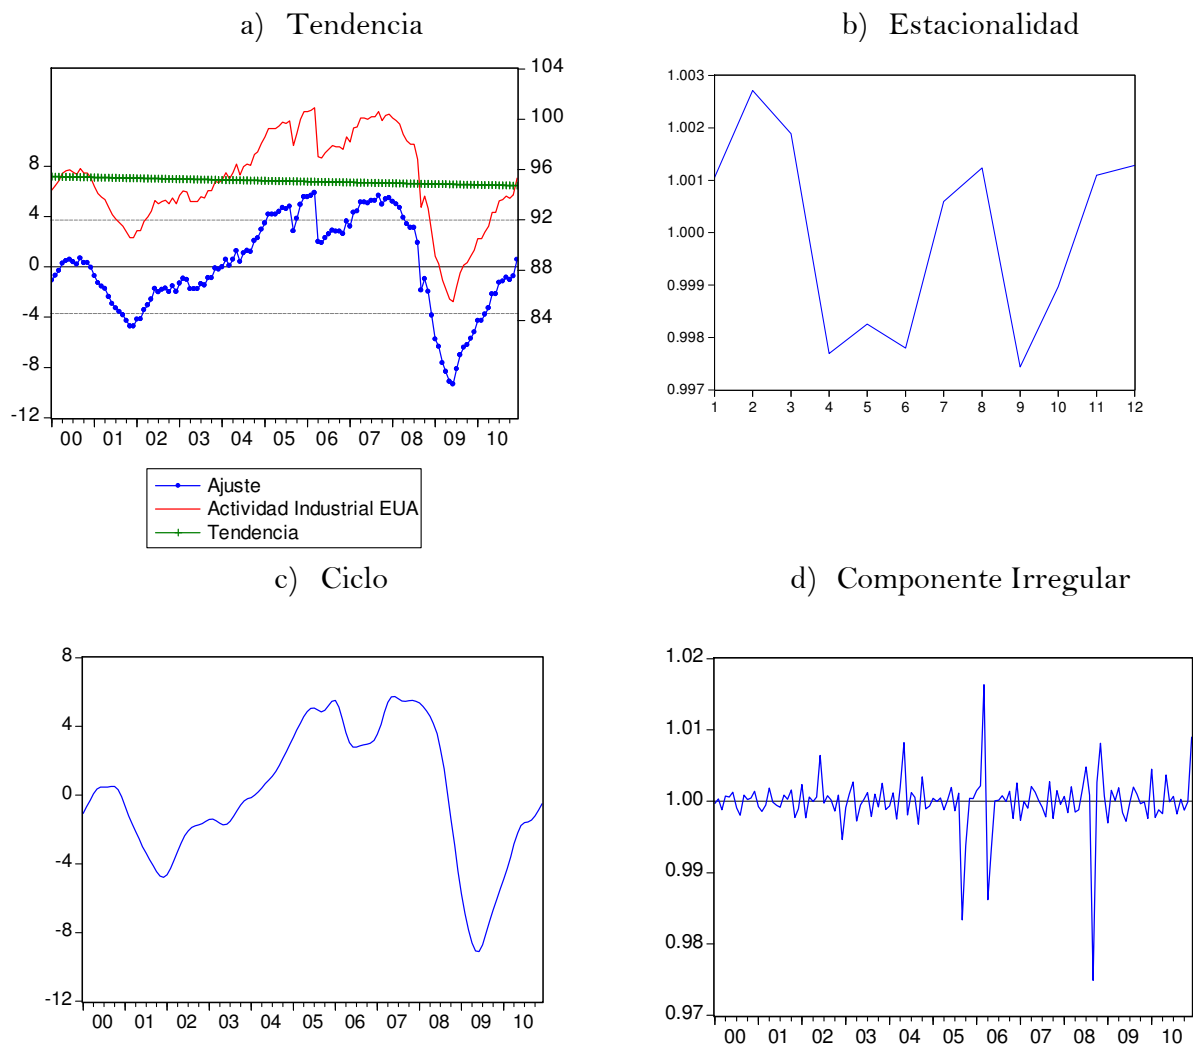 a) Tendencia
b) Estacionalidad
104
100
96
92
88
84
8
4
0
-4
-8
-12
00 01 02 03 04 05 06 07 08 09 10
Ajuste
Actividad Industrial EUA
Tendencia
1.003
1.002
1.001
1.000
0.999
0.998
0.997
1 2 3 4 5 6 7 8 9 10 11 12
c) Ciclo
d) Componente Irregular
8
4
0
-4
-8
-12
00 01 02 03 04 05 06 07 08 09 10
1.02
1.01
1.00
0.99
0.98
0.97
00 01 02 03 04 05 06 07 08 09 10